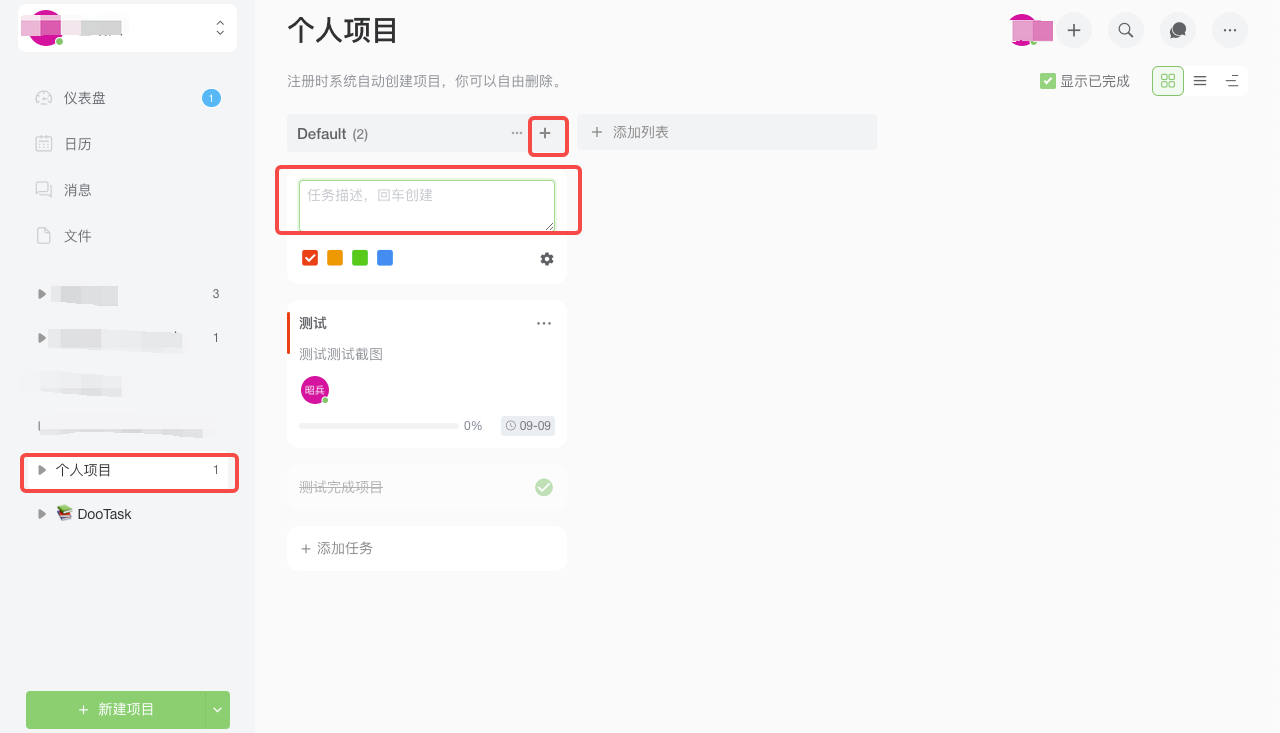 个人项目
注册时系统自动创建项目，你可以自由删除。
显示已完成
仪表盘
1
日历
消息
文件
3
1
个人项目
1
📚 DooTask
+ 新建项目
Default (2)
+ 添加列表
任务描述，回车创建
测试
测试测试截图
昭兵
0%
09-09
测试完成项目
+ 添加任务